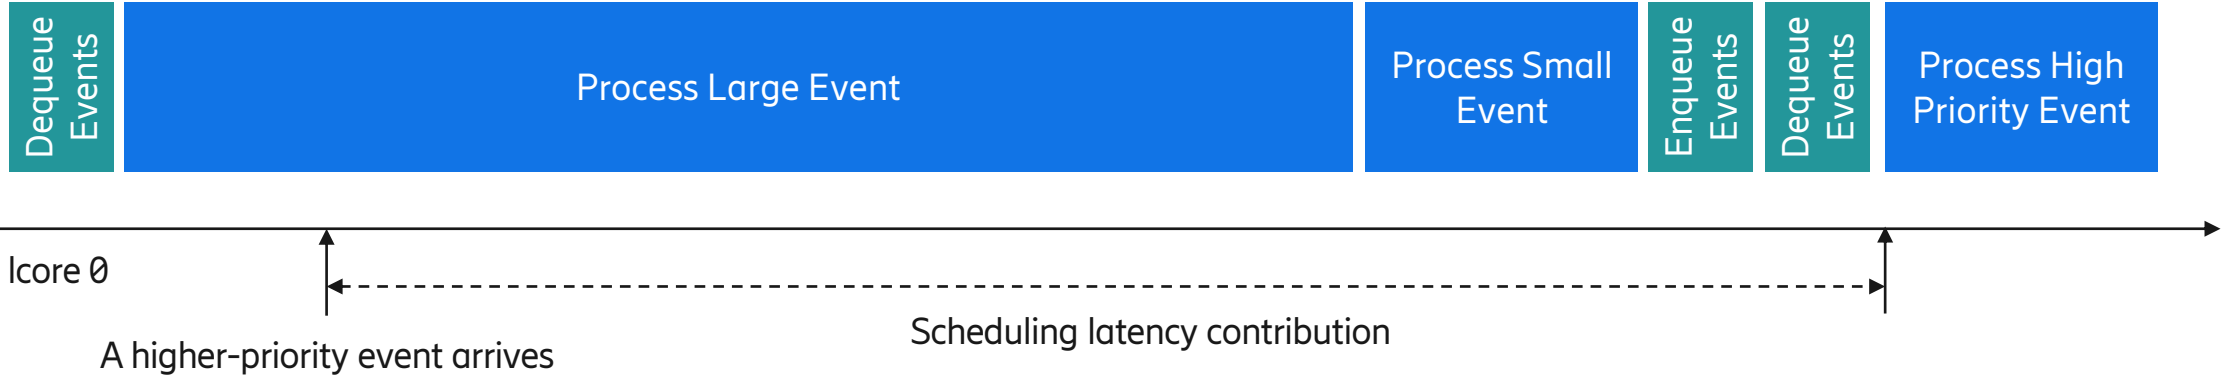 Dequeue
Events
Process Large Event
Process Small
Event
Enqueue
Events
Dequeue
Events
Process High
Priority Event
lcore 0
A higher-priority event arrives
Scheduling latency contribution